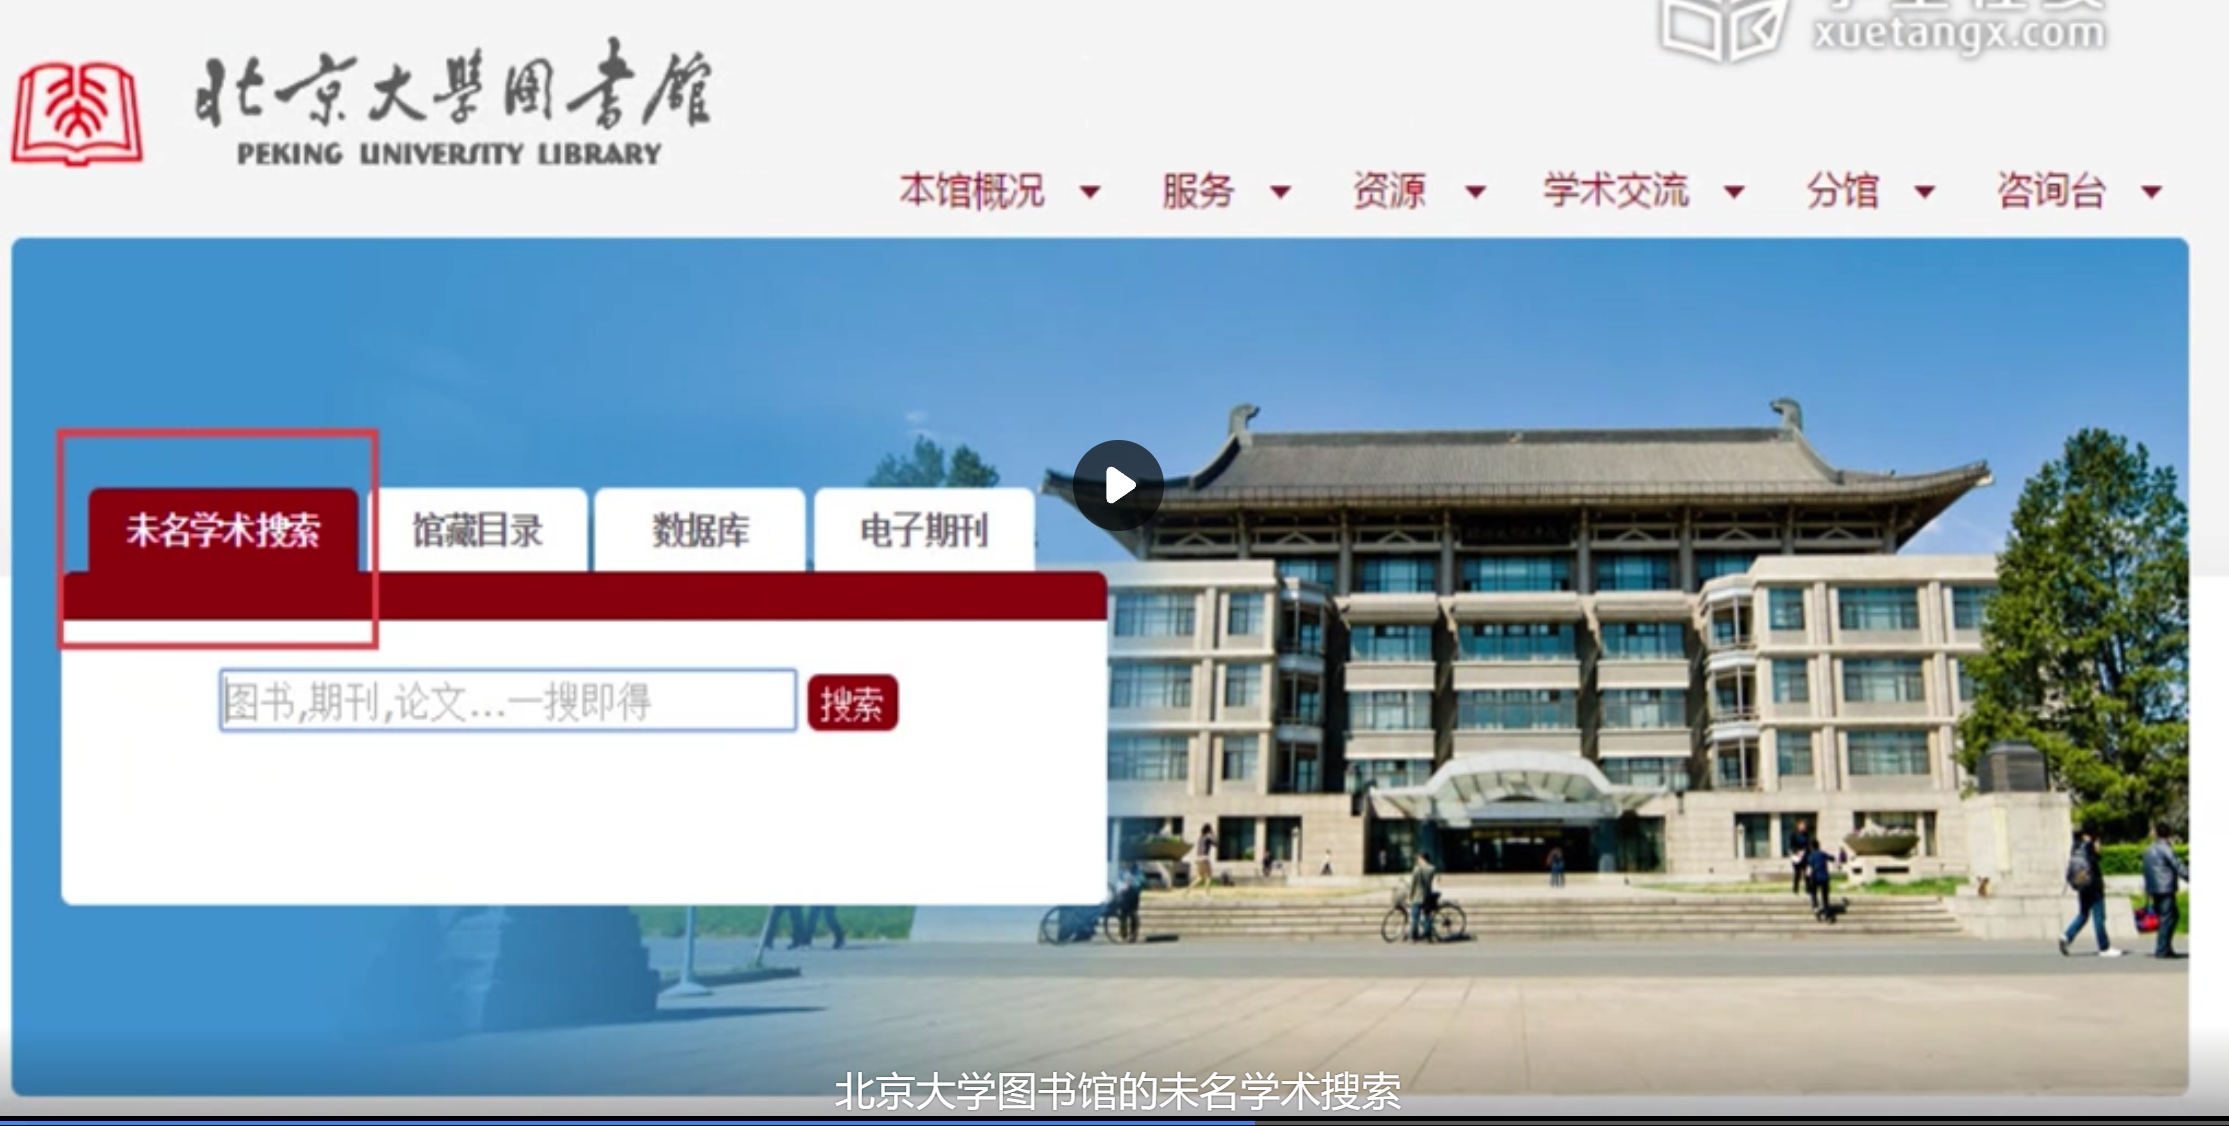 xuetangx.com
北京大學圖書館
PEKING UNIVERSITY LIBRARY
本馆概况 服务 资源 学术交流 分馆 咨询台
未名学术搜索 馆藏目录 数据库 电子期刊
图书,期刊,论文...一搜即得 搜索
北京大学图书馆的未名学术搜索